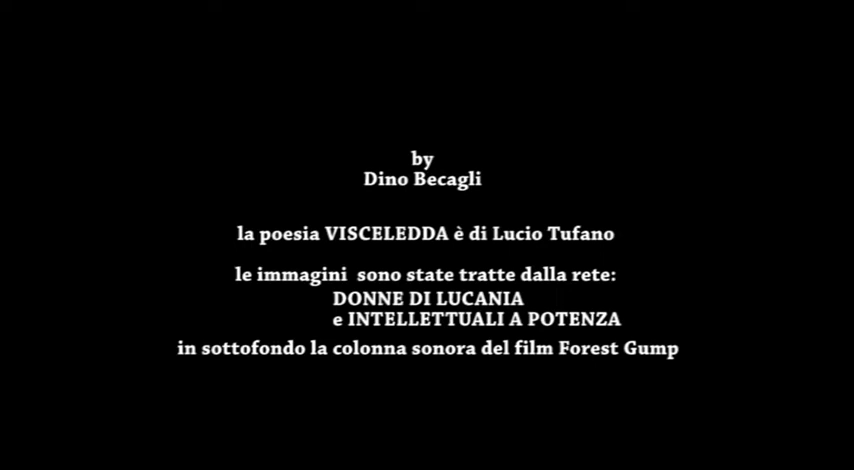 by
Dino Becagli
la poesia VISCELEDDA è di Lucio Tufano
le immagini sono state tratte dalla rete:
DONNE DI LUCANIA
e INTELLETTUALI A POTENZA
in sottofondo la colonna sonora del film Forest Gump